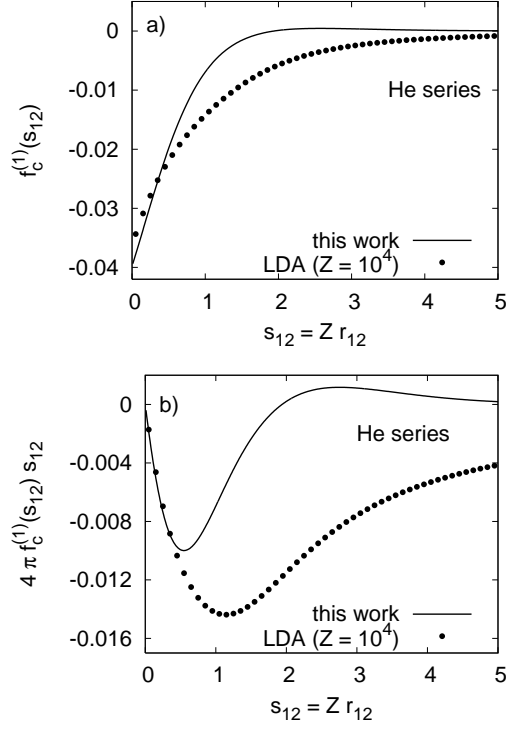 a)
0
-0.01
-0.02
-0.03
-0.04
f_c^(1)(s_12)
He series
this work
LDA (Z = 10^4)
0 1 2 3 4 5
s_12 = Z r_12
b)
0
-0.004
-0.008
-0.012
-0.016
4 π f_c^(1)(s_12) s_12
He series
this work
LDA (Z = 10^4)
0 1 2 3 4 5
s_12 = Z r_12